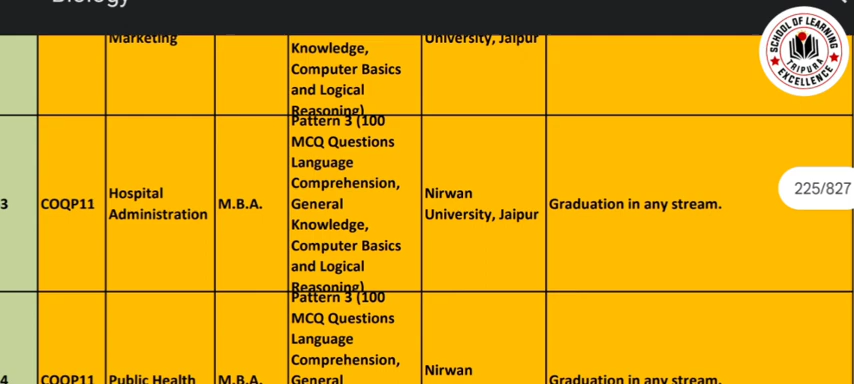 Biology
Marketing
Knowledge,
Computer Basics
and Logical
Reasoning)
University, Jaipur
SCHOOL OF LEARNING
TRIPURA
EXCELLENCE
225/827
3
COQP11
Hospital
Administration
M.B.A.
Pattern 3 (100
MCQ Questions
Language
Comprehension,
General
Knowledge,
Computer Basics
and Logical
Reasoning)
Nirwan
University, Jaipur
Graduation in any stream.
4
COQP11
Public Health
M.B.A.
Pattern 3 (100
MCQ Questions
Language
Comprehension,
General
Nirwan
Graduation in any stream.